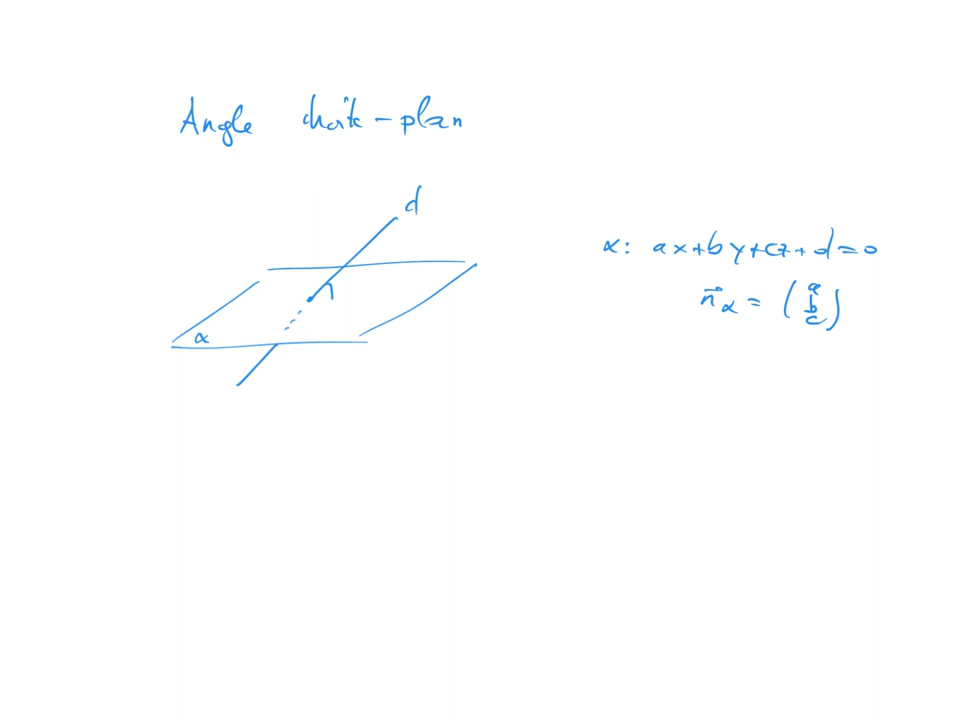 Angle droite - plan
d
α: ax+by+cz+d=0
n⃗α = (a b c)
α